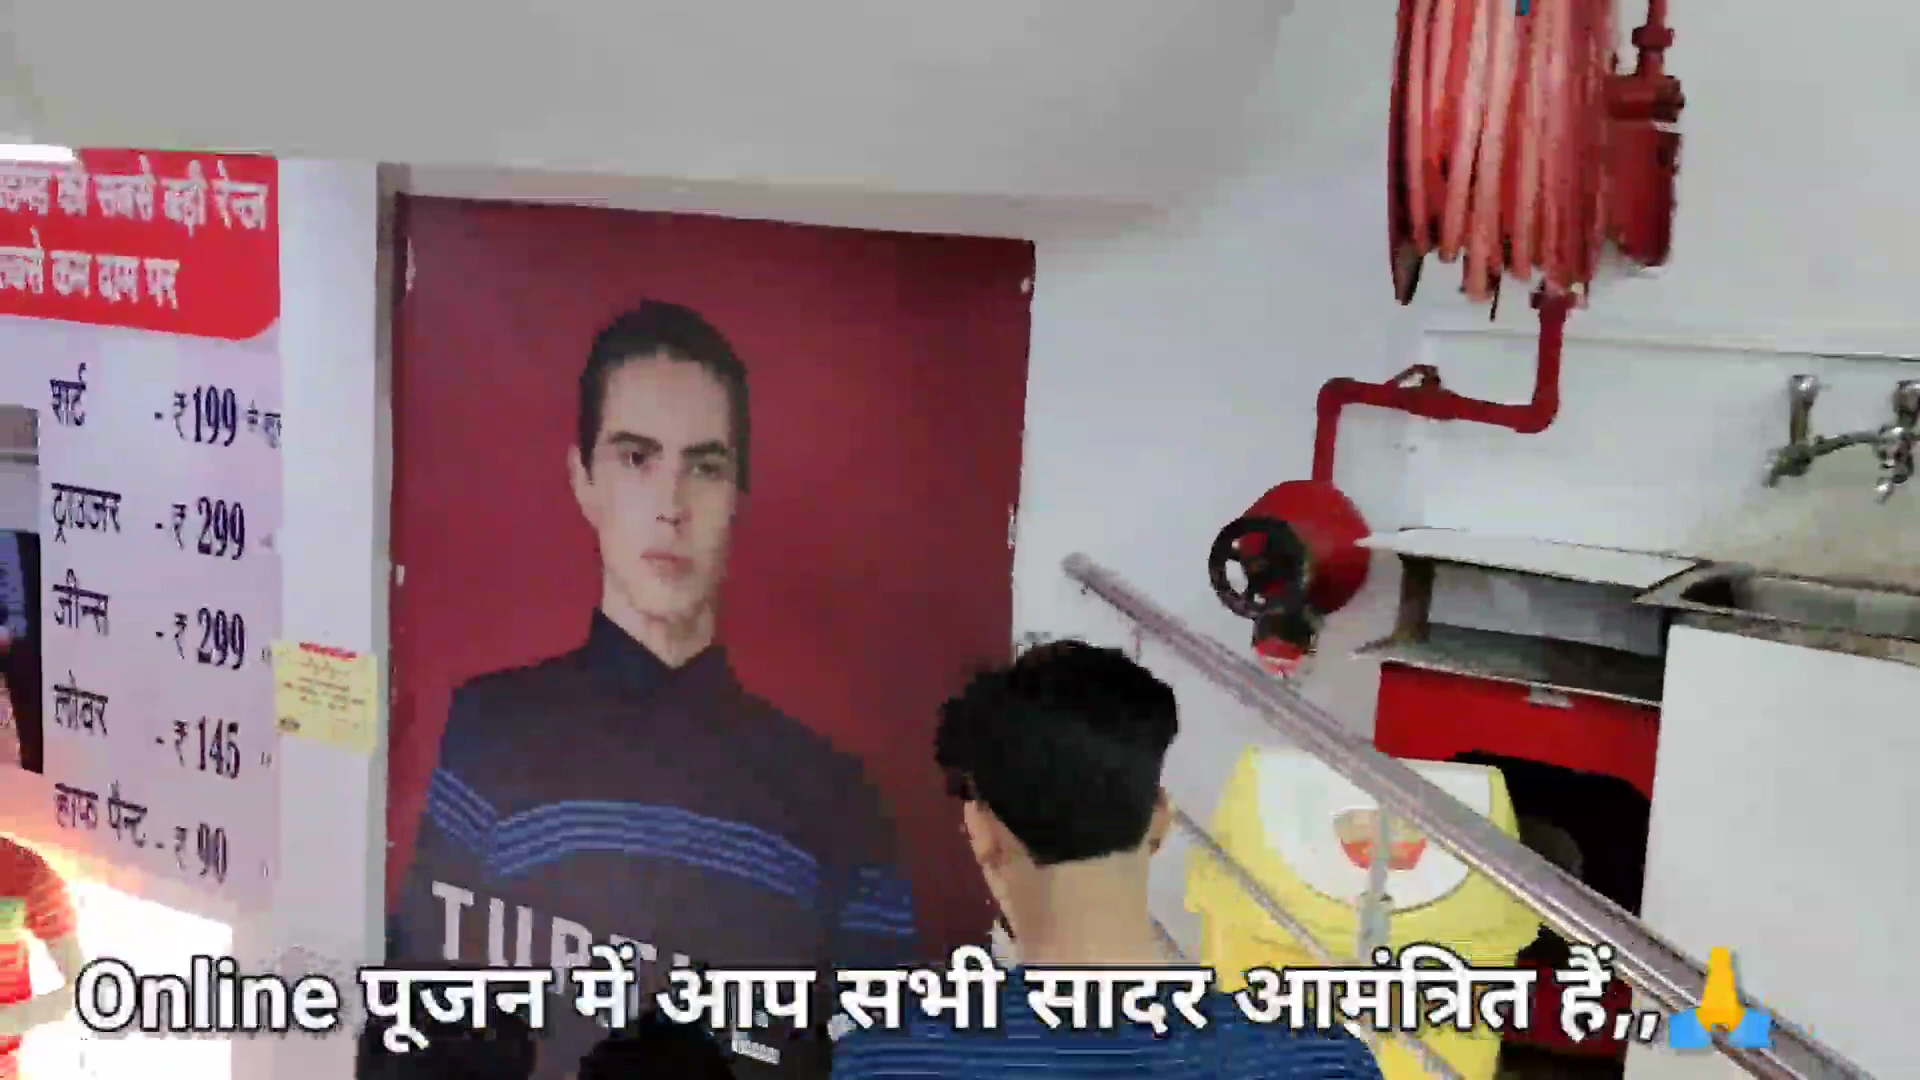 की सबसे बड़ी रेन्ज
सबसे कम दाम पर
शर्ट - ₹199 से शुरू
ट्राउजर - ₹ 299
जीन्स - ₹ 299
लोवर - ₹ 145
हाफ पैन्ट - ₹ 90
Online पूजन में आप सभी सादर आमंत्रित हैं,,🙏